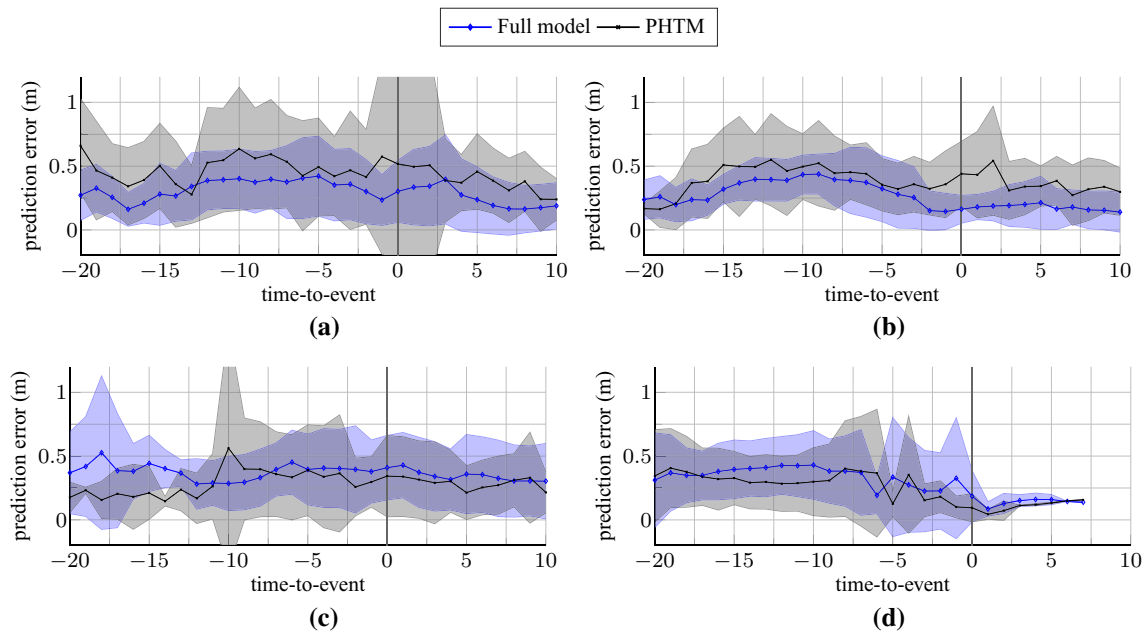 Full model PHTM
prediction error (m)
1
0.5
0
−20 −15 −10 −5 0 5 10
time-to-event
(a)
prediction error (m)
1
0.5
0
−20 −15 −10 −5 0 5 10
time-to-event
(b)
prediction error (m)
1
0.5
0
−20 −15 −10 −5 0 5 10
time-to-event
(c)
prediction error (m)
1
0.5
0
−20 −15 −10 −5 0 5 10
time-to-event
(d)